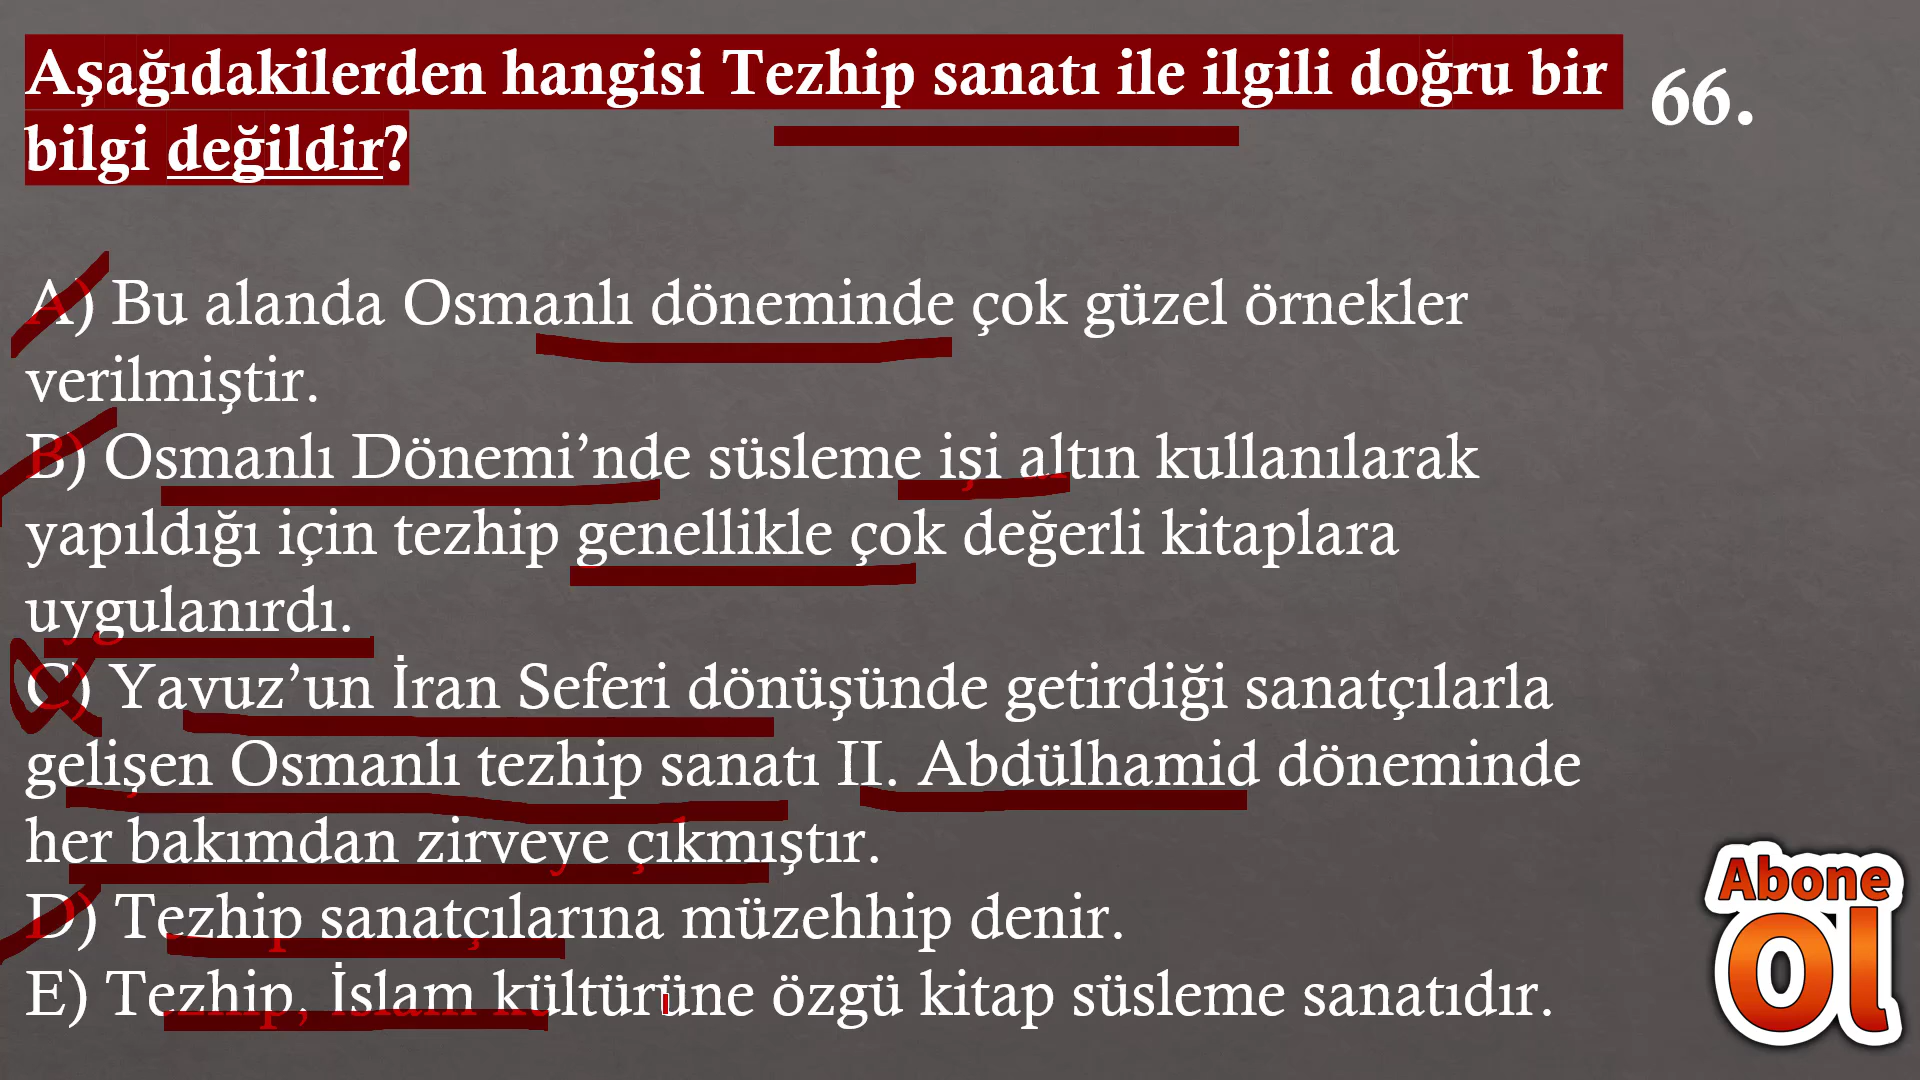 Aşağıdakilerden hangisi Tezhip sanatı ile ilgili doğru bir
bilgi değildir?
66.
A) Bu alanda Osmanlı döneminde çok güzel örnekler
verilmiştir.
B) Osmanlı Dönemi’nde süsleme işi altın kullanılarak
yapıldığı için tezhip genellikle çok değerli kitaplara
uygulanırdı.
C) Yavuz’un İran Seferi dönüşünde getirdiği sanatçılarla
gelişen Osmanlı tezhip sanatı II. Abdülhamid döneminde
her bakımdan zirveye çıkmıştır.
D) Tezhip sanatçılarına müzehhip denir.
E) Tezhip, İslam kültürüne özgü kitap süsleme sanatıdır.
Abone
Ol